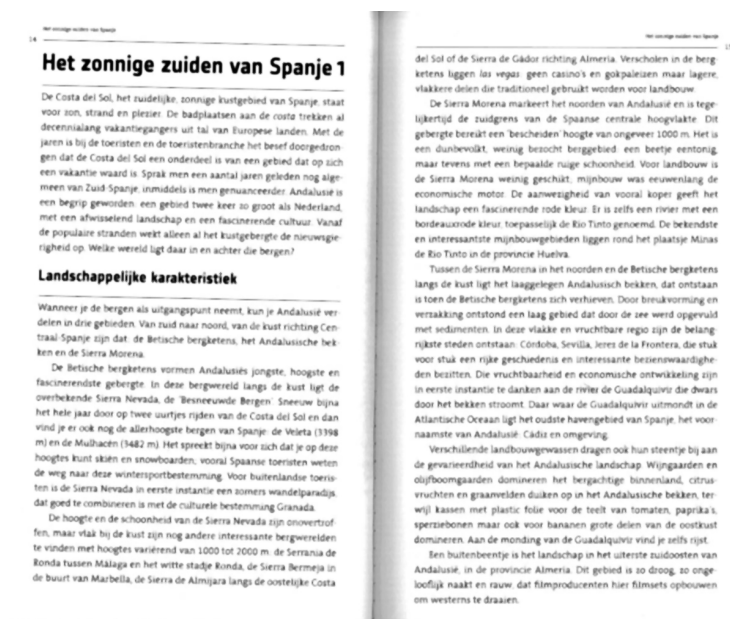 Het zonnige zuiden van Spanje
14
Het zonnige zuiden van Spanje 1
De Costa del Sol, het zuidelijke, zonnige kustgebied van Spanje, staat
voor zon, strand en plezier. De badplaatsen aan de costa trekken al
decennialang vakantiegangers uit tal van Europese landen. Met de
jaren is bij de toeristen en de toeristenbranche het besef doorgedron-
gen dat de Costa del Sol een onderdeel is van een gebied dat op zich
een vakantie waard is. Sprak men een aantal jaren geleden nog alge-
meen van Zuid-Spanje, inmiddels is men genuanceerder. Andalusië is
een begrip geworden: een gebied twee keer zo groot als Nederland,
met een afwisselend landschap en een fascinerende cultuur. Vanaf
de populaire stranden wekt alleen al het kustgebergte de nieuwsgie-
righeid op. Welke wereld ligt daar in en achter die bergen?
Landschappelijke karakteristiek
Wanneer je de bergen als uitgangspunt neemt, kun je Andalusië ver-
delen in drie gebieden. Van zuid naar noord, van de kust richting Cen-
traal-Spanje zijn dat: de Betische bergketens, het Andalusische bek-
ken en de Sierra Morena.
De Betische bergketens vormen Andalusiës jongste, hoogste en
fascinerendste gebergte. In deze bergwereld langs de kust ligt de
overbekende Sierra Nevada, de 'Besneeuwde Bergen'. Sneeuw bijna
het hele jaar door op twee uurtjes rijden van de Costa del Sol en dan
vind je er ook nog de allerhoogste bergen van Spanje: de Veleta (3398
m) en de Mulhacén (3482 m). Het spreekt bijna voor zich dat je op deze
hoogtes kunt skiën en snowboarden, vooral Spaanse toeristen weten
de weg naar deze wintersportbestemming. Voor buitenlandse toeris-
ten is de Sierra Nevada in eerste instantie een zomers wandelparadijs,
dat goed te combineren is met de culturele bestemming Granada.
De hoogte en de schoonheid van de Sierra Nevada zijn onovertrof-
fen, maar vlak bij de kust zijn nog andere interessante bergwerelden
te vinden met hoogtes variërend van 1000 tot 2000 m: de Serranía de
Ronda tussen Málaga en het witte stadje Ronda, de Sierra Bermeja in
de buurt van Marbella, de Sierra de Almijara langs de oostelijke Costa
Het zonnige zuiden van Spanje
del Sol of de Sierra de Gádor richting Almería. Verscholen in de berg-
ketens liggen las vegas: geen casino's en gokpaleizen maar lagere,
vlakkere delen die traditioneel gebruikt worden voor landbouw.
De Sierra Morena markeert het noorden van Andalusië en is tege-
lijkertijd de zuidgrens van de Spaanse centrale hoogvlakte. Dit
gebergte bereikt een 'bescheiden' hoogte van ongeveer 1000 m. Het is
een dunbevolkt, weinig bezocht berggebied: een beetje eentonig,
maar tevens met een bepaalde ruige schoonheid. Voor landbouw is
de Sierra Morena weinig geschikt, mijnbouw was eeuwenlang de
economische motor. De aanwezigheid van vooral koper geeft het
landschap een fascinerende rode kleur. Er is zelfs een rivier met een
bordeauxrode kleur, toepasselijk de Río Tinto genoemd. De bekendste
en interessantste mijnbouwgebieden liggen rond het plaatsje Minas
de Río Tinto in de provincie Huelva.
Tussen de Sierra Morena in het noorden en de Betische bergketens
langs de kust ligt het laaggelegen Andalusisch bekken, dat ontstaan
is toen de Betische bergketens zich verhieven. Door breukvorming en
verzakking ontstond een laag gebied dat door de zee werd opgevuld
met sedimenten. In deze vlakke en vruchtbare regio zijn de belang-
rijkste steden ontstaan: Córdoba, Sevilla, Jerez de la Frontera, die stuk
voor stuk een rijke geschiedenis en interessante bezienswaardighe-
den bezitten. Die vruchtbaarheid en economische ontwikkeling zijn
in eerste instantie te danken aan de rivier de Guadalquivir die dwars
door het bekken stroomt. Daar waar de Guadalquivir uitmondt in de
Atlantische Oceaan ligt het oudste havengebied van Spanje, het voor-
naamste van Andalusië: Cádiz en omgeving.
Verschillende landbouwgewassen dragen ook hun steentje bij aan
de gevarieerdheid van het Andalusische landschap. Wijngaarden en
olijfboomgaarden domineren het bergachtige binnenland, citrus-
vruchten en graanvelden duiken op in het Andalusische bekken, ter-
wijl kassen met plastic folie voor de teelt van tomaten, paprika's,
sperziebonen maar ook voor bananen grote delen van de oostkust
domineren. Aan de monding van de Guadalquivir vind je zelfs rijst.
Een buitenbeentje is het landschap in het uiterste zuidoosten van
Andalusië, in de provincie Almería. Dit gebied is zo droog, zo onge-
looflijk naakt en rauw, dat filmproducenten hier filmsets opbouwen
om westerns te draaien.